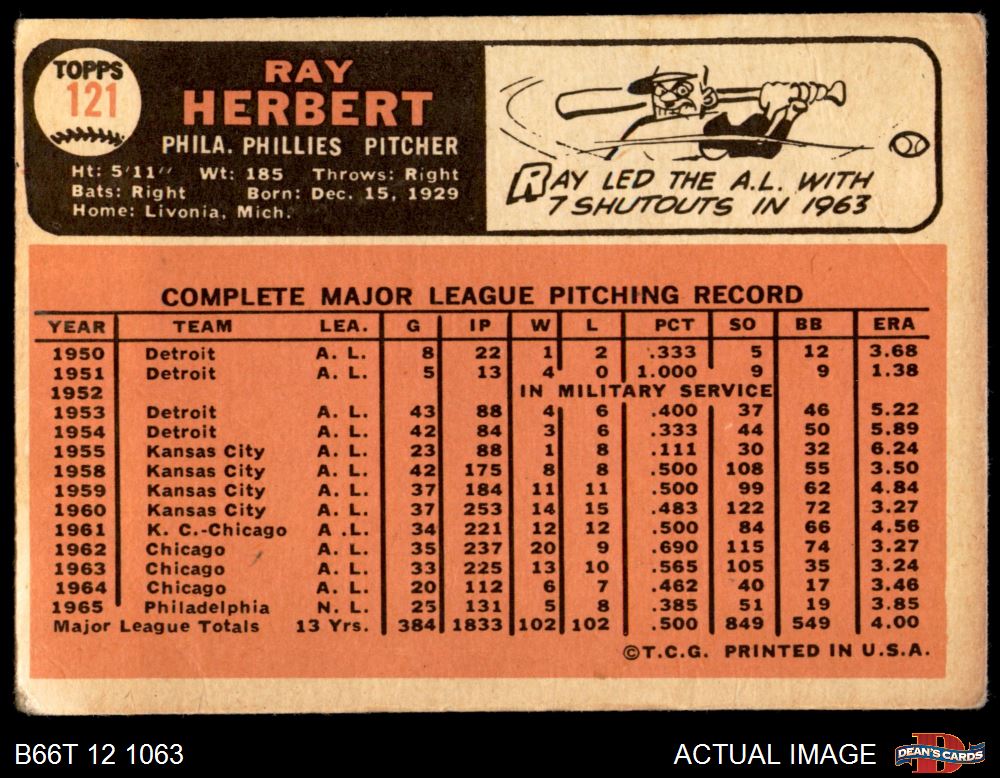 TOPPS
121
RAY
HERBERT
PHILA. PHILLIES PITCHER
Ht: 5'11" Wt: 185 Throws: Right
Bats: Right Born: Dec. 15, 1929
Home: Livonia, Mich.
RAY LED THE A.L. WITH
7 SHUTOUTS IN 1963
COMPLETE MAJOR LEAGUE PITCHING RECORD
YEAR TEAM LEA. G IP W L PCT SO BB ERA
1950 Detroit A. L. 8 22 1 2 .333 5 12 3.68
1951 Detroit A. L. 5 13 4 0 1.000 9 9 1.38
1952 IN MILITARY SERVICE
1953 Detroit A. L. 43 88 4 6 .400 37 46 5.22
1954 Detroit A. L. 42 84 3 6 .333 44 50 5.89
1955 Kansas City A. L. 23 88 1 8 .111 30 32 6.24
1958 Kansas City A. L. 42 175 8 8 .500 108 55 3.50
1959 Kansas City A. L. 37 184 11 11 .500 99 62 4.84
1960 Kansas City A. L. 37 253 14 15 .483 122 72 3.27
1961 K. C.-Chicago A .L. 34 221 12 12 .500 84 66 4.56
1962 Chicago A. L. 35 237 20 9 .690 115 74 3.27
1963 Chicago A. L. 33 225 13 10 .565 105 35 3.24
1964 Chicago A. L. 20 112 6 7 .462 40 17 3.46
1965 Philadelphia N. L. 25 131 5 8 .385 51 19 3.85
Major League Totals 13 Yrs. 384 1833 102 102 .500 849 549 4.00
©T.C.G. PRINTED IN U.S.A.
B66T 12 1063
ACTUAL IMAGE
DEAN'S CARDS